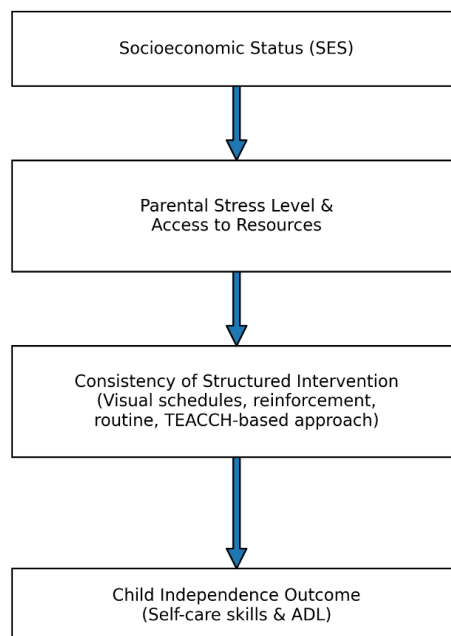 Socioeconomic Status (SES)
Parental Stress Level &
Access to Resources
Consistency of Structured Intervention
(Visual schedules, reinforcement,
routine, TEACCH-based approach)
Child Independence Outcome
(Self-care skills & ADL)